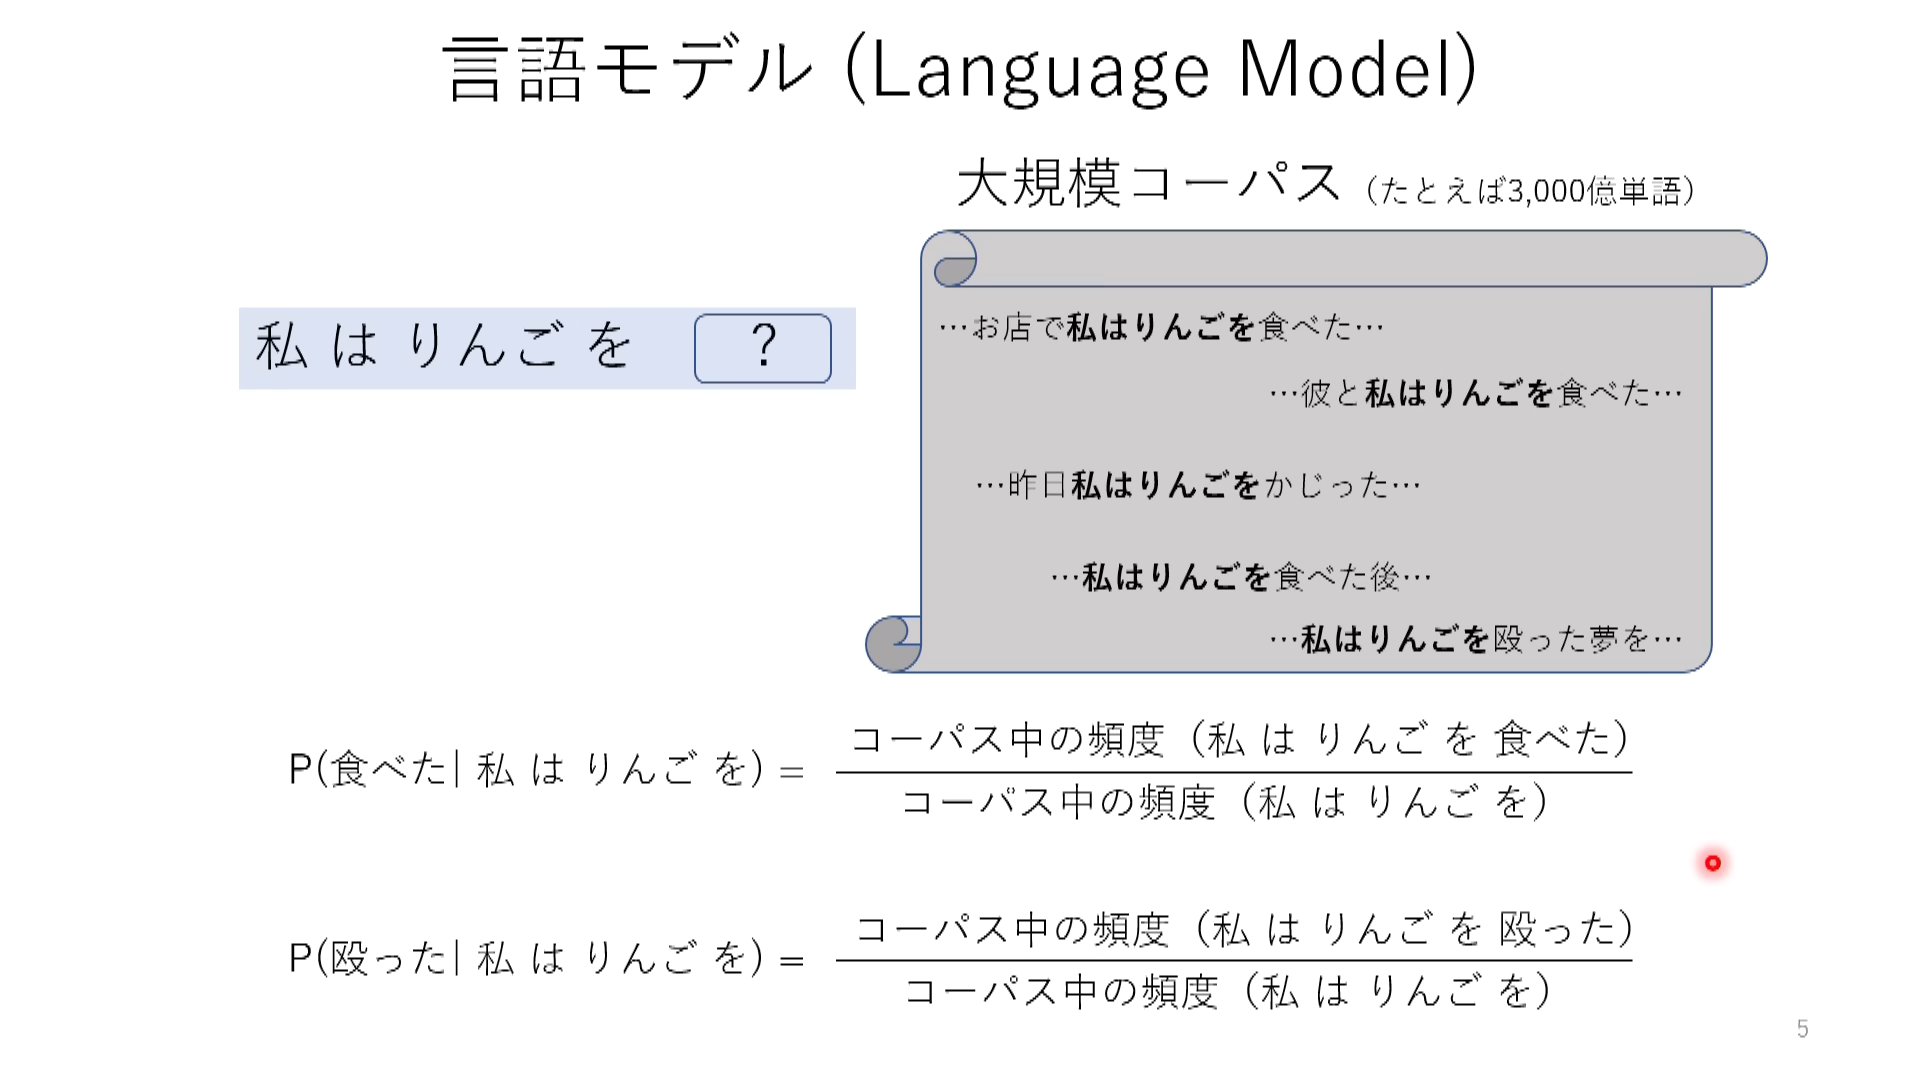 言語モデル (Language Model)
大規模コーパス（たとえば3,000億単語）
私 は りんご を ?
…お店で私はりんごを食べた…
…彼と私はりんごを食べた…
…昨日私はりんごをかじった…
…私はりんごを食べた後…
…私はりんごを殴った夢を…
P(食べた| 私 は りんご を) =
コーパス中の頻度（私 は りんご を 食べた)
コーパス中の頻度（私 は りんご を）
P(殴った| 私 は りんご を) =
コーパス中の頻度（私 は りんご を 殴った)
コーパス中の頻度（私 は りんご を）
5